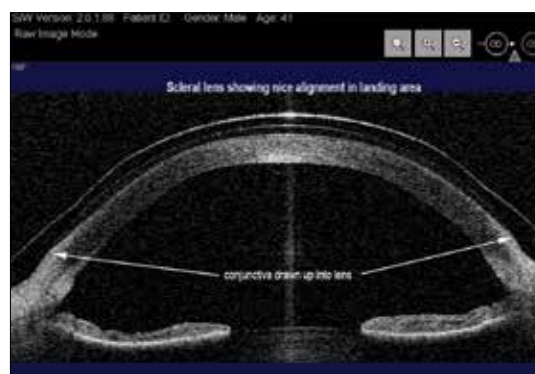 S/W Version: 2.0.1.88 Patient ID: Gender: Male Age: 41
Raw Image Mode
Scleral lens showing nice alignment in landing area
conjunctiva drawn up into lens